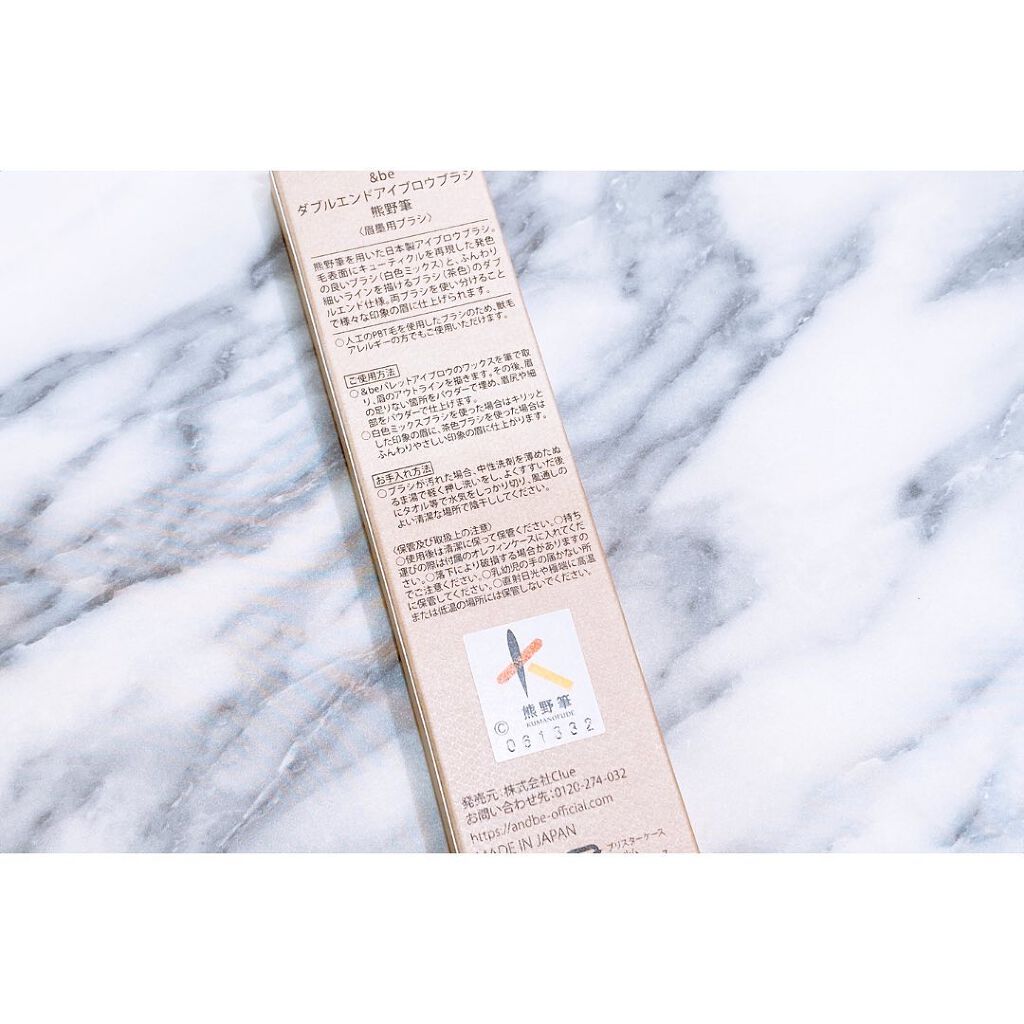 &be
ダブルエンドアイブロウブラシ
熊野筆
〈眉墨用ブラシ〉
熊野筆を用いた日本製アイブロウブラシ。
毛表面にキューティクルを再現した発色
の良いブラシ(白色ミックス)と、ふんわり
細いラインを描けるブラシ(茶色)のダブ
ルエンド仕様。両ブラシを使い分けること
で様々な印象の眉に仕上げられます。
○人工のPBT毛を使用したブラシのため、獣毛
アレルギーの方でもご使用いただけます。
ご使用方法
○&beパレットアイブロウのワックスを筆で取
り、眉のアウトラインを描きます。その後、眉
の足りない箇所をパウダーで埋め、眉尻や細
部をパウダーで仕上げます。
○白色ミックスブラシを使った場合はキリッと
した印象の眉に、茶色ブラシを使った場合は
ふんわりやさしい印象の眉に仕上がります。
お手入れ方法
○ブラシが汚れた場合、中性洗剤を薄めたぬ
るま湯で軽く押し洗いをし、よくすすいだ後
にタオル等で水気をしっかり切り、風通しの
よい清潔な場所で陰干ししてください。
〈保管及び取扱上の注意〉
○使用後は清潔に保って保管ください。○持ち
運びの際は付属のオレフィンケースに入れてくだ
さい。○落下により破損する場合がありますの
でご注意ください。○乳幼児の手の届かない所
に保管してください。○直射日光や極端に高温
または低温の場所には保管しないでください。
熊野筆
KUMANOFUDE
© 061332
発売元:株式会社Clue
お問い合わせ先:0120-274-032
https://andbe-official.com
MADE IN JAPAN
ブリスターケース